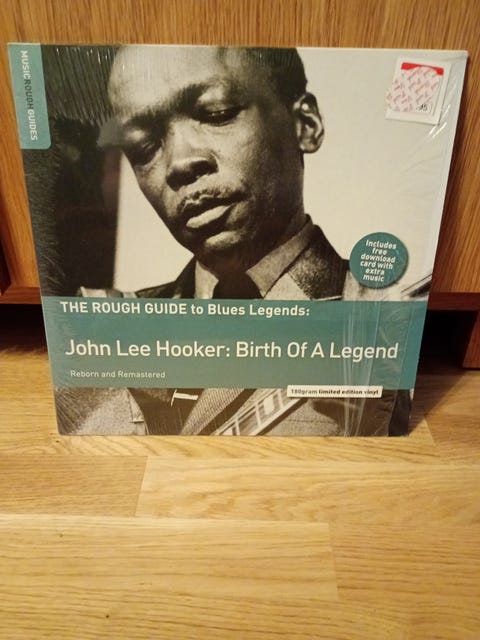 MUSIC ROUGH GUIDES
Includes
free
download
card with
extra
music
THE ROUGH GUIDE to Blues Legends:
John Lee Hooker: Birth Of A Legend
Reborn and Remastered
180gram limited edition vinyl